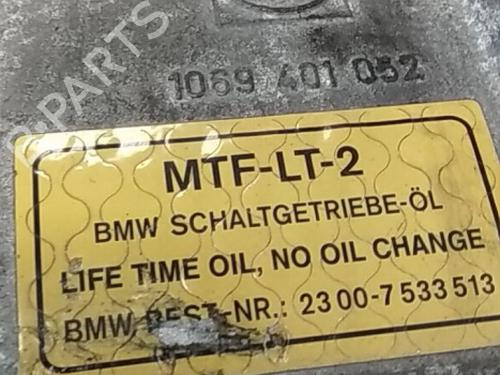 1069 401 052
B-PARTS
MTF-LT-2
BMW SCHALTGETRIEBE-ÖL
LIFE TIME OIL, NO OIL CHANGE
BMW BEST.-NR.: 23 00-7 533 513